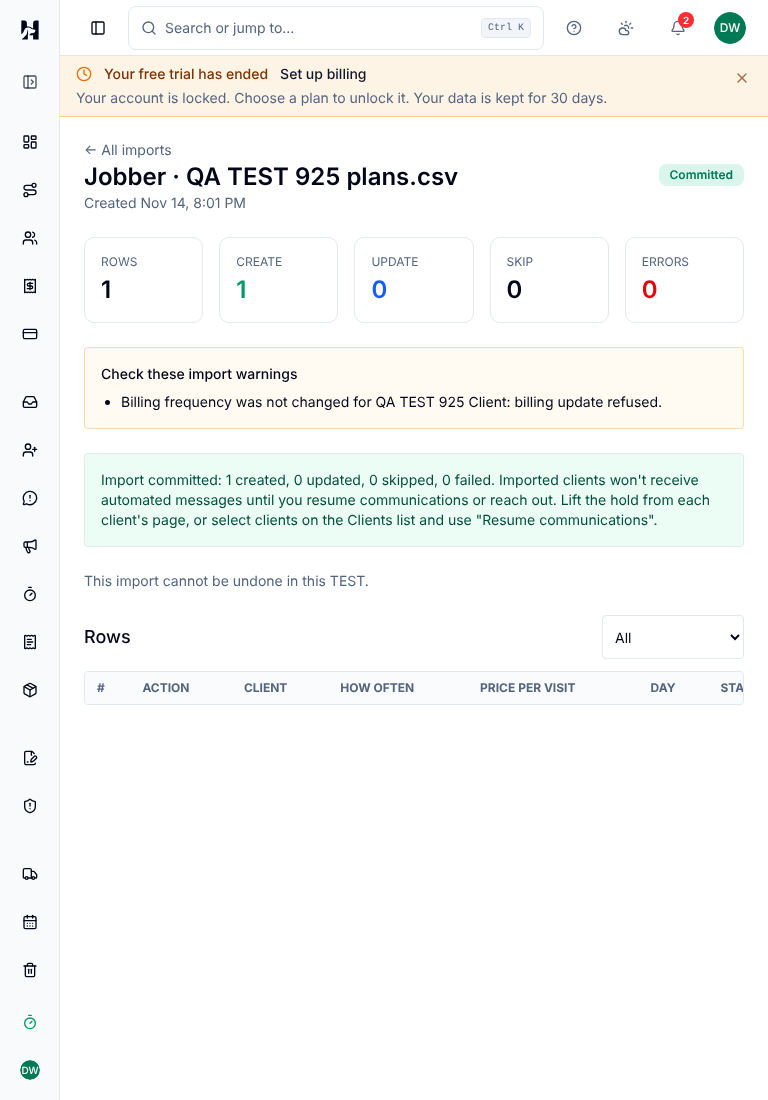 Search or jump to...
Ctrl K
2
DW
Your free trial has ended Set up billing
Your account is locked. Choose a plan to unlock it. Your data is kept for 30 days.
← All imports
Jobber · QA TEST 925 plans.csv
Committed
Created Nov 14, 8:01 PM
ROWS
1
CREATE
1
UPDATE
0
SKIP
0
ERRORS
0
Check these import warnings
• Billing frequency was not changed for QA TEST 925 Client: billing update refused.
Import committed: 1 created, 0 updated, 0 skipped, 0 failed. Imported clients won't receive
automated messages until you resume communications or reach out. Lift the hold from each
client's page, or select clients on the Clients list and use "Resume communications".
This import cannot be undone in this TEST.
Rows
All
# ACTION CLIENT HOW OFTEN PRICE PER VISIT DAY STA
DW